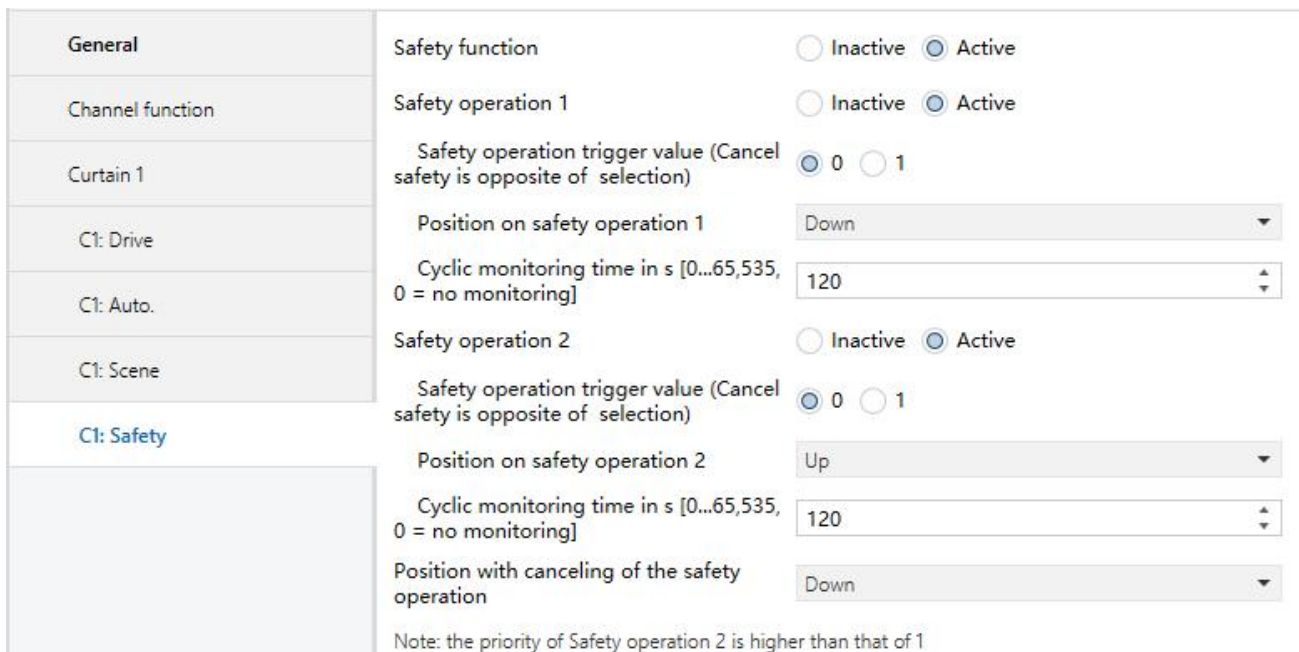 General
Channel function
Curtain 1
C1: Drive
C1: Auto.
C1: Scene
C1: Safety
Safety function Inactive Active
Safety operation 1 Inactive Active
Safety operation trigger value (Cancel
safety is opposite of selection) 0 1
Position on safety operation 1 Down
Cyclic monitoring time in s [0...65,535,
0 = no monitoring] 120
Safety operation 2 Inactive Active
Safety operation trigger value (Cancel
safety is opposite of selection) 0 1
Position on safety operation 2 Up
Cyclic monitoring time in s [0...65,535,
0 = no monitoring] 120
Position with canceling of the safety
operation Down
Note: the priority of Safety operation 2 is higher than that of 1